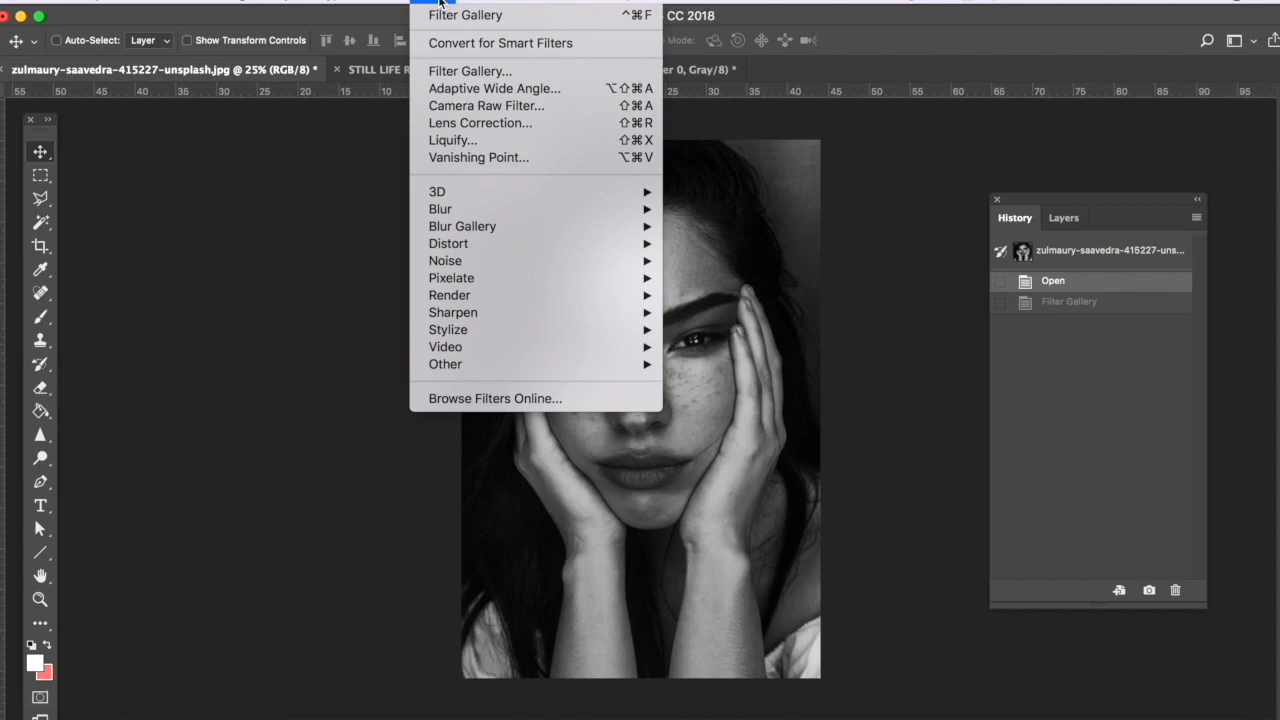 CC 2018
Auto-Select: Layer Show Transform Controls
Mode:
zulmaury-saavedra-415227-unsplash.jpg @ 25% (RGB/8) *
STILL LIFE R
er 0, Gray/8) *
55 50 45 40 35 30 25 20 15 10
25 30 35 40 45 50 55 60 65 70 75 80 85 90 95
Filter Gallery ^⌘F
Convert for Smart Filters
Filter Gallery...
Adaptive Wide Angle... ⌥⇧⌘A
Camera Raw Filter... ⇧⌘A
Lens Correction... ⇧⌘R
Liquify... ⇧⌘X
Vanishing Point... ⌥⌘V
3D
Blur
Blur Gallery
Distort
Noise
Pixelate
Render
Sharpen
Stylize
Video
Other
Browse Filters Online...
History Layers
zulmaury-saavedra-415227-uns...
Open
Filter Gallery